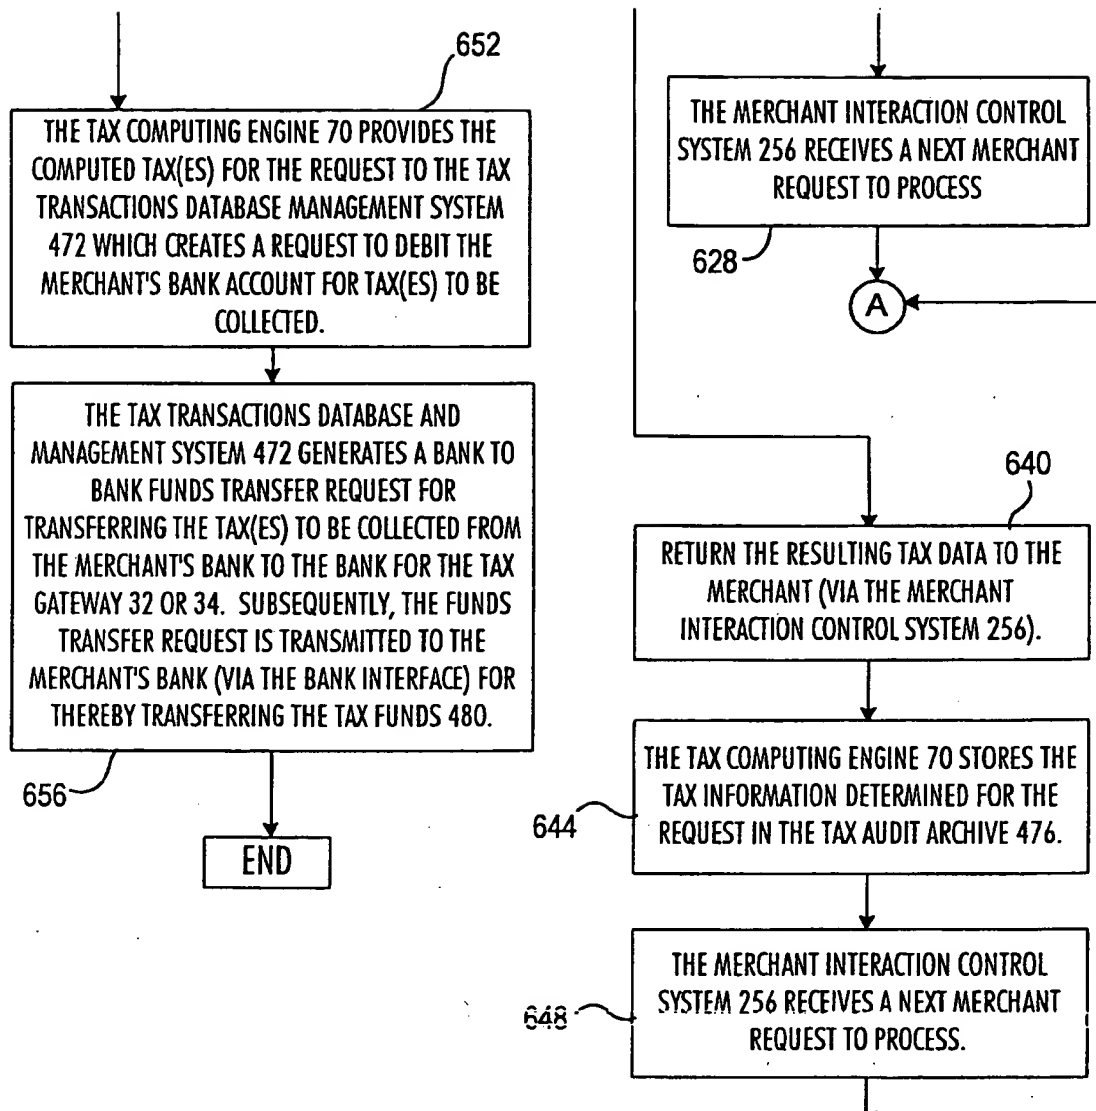 652
THE TAX COMPUTING ENGINE 70 PROVIDES THE
COMPUTED TAX(ES) FOR THE REQUEST TO THE TAX
TRANSACTIONS DATABASE MANAGEMENT SYSTEM
472 WHICH CREATES A REQUEST TO DEBIT THE
MERCHANT'S BANK ACCOUNT FOR TAX(ES) TO BE
COLLECTED.
THE TAX TRANSACTIONS DATABASE AND
MANAGEMENT SYSTEM 472 GENERATES A BANK TO
BANK FUNDS TRANSFER REQUEST FOR
TRANSFERRING THE TAX(ES) TO BE COLLECTED FROM
THE MERCHANT'S BANK TO THE BANK FOR THE TAX
GATEWAY 32 OR 34. SUBSEQUENTLY, THE FUNDS
TRANSFER REQUEST IS TRANSMITTED TO THE
MERCHANT'S BANK (VIA THE BANK INTERFACE) FOR
THEREBY TRANSFERRING THE TAX FUNDS 480.
656
END
THE MERCHANT INTERACTION CONTROL
SYSTEM 256 RECEIVES A NEXT MERCHANT
REQUEST TO PROCESS
628
A
640
RETURN THE RESULTING TAX DATA TO THE
MERCHANT (VIA THE MERCHANT
INTERACTION CONTROL SYSTEM 256).
THE TAX COMPUTING ENGINE 70 STORES THE
TAX INFORMATION DETERMINED FOR THE
REQUEST IN THE TAX AUDIT ARCHIVE 476.
644
THE MERCHANT INTERACTION CONTROL
SYSTEM 256 RECEIVES A NEXT MERCHANT
REQUEST TO PROCESS.
648